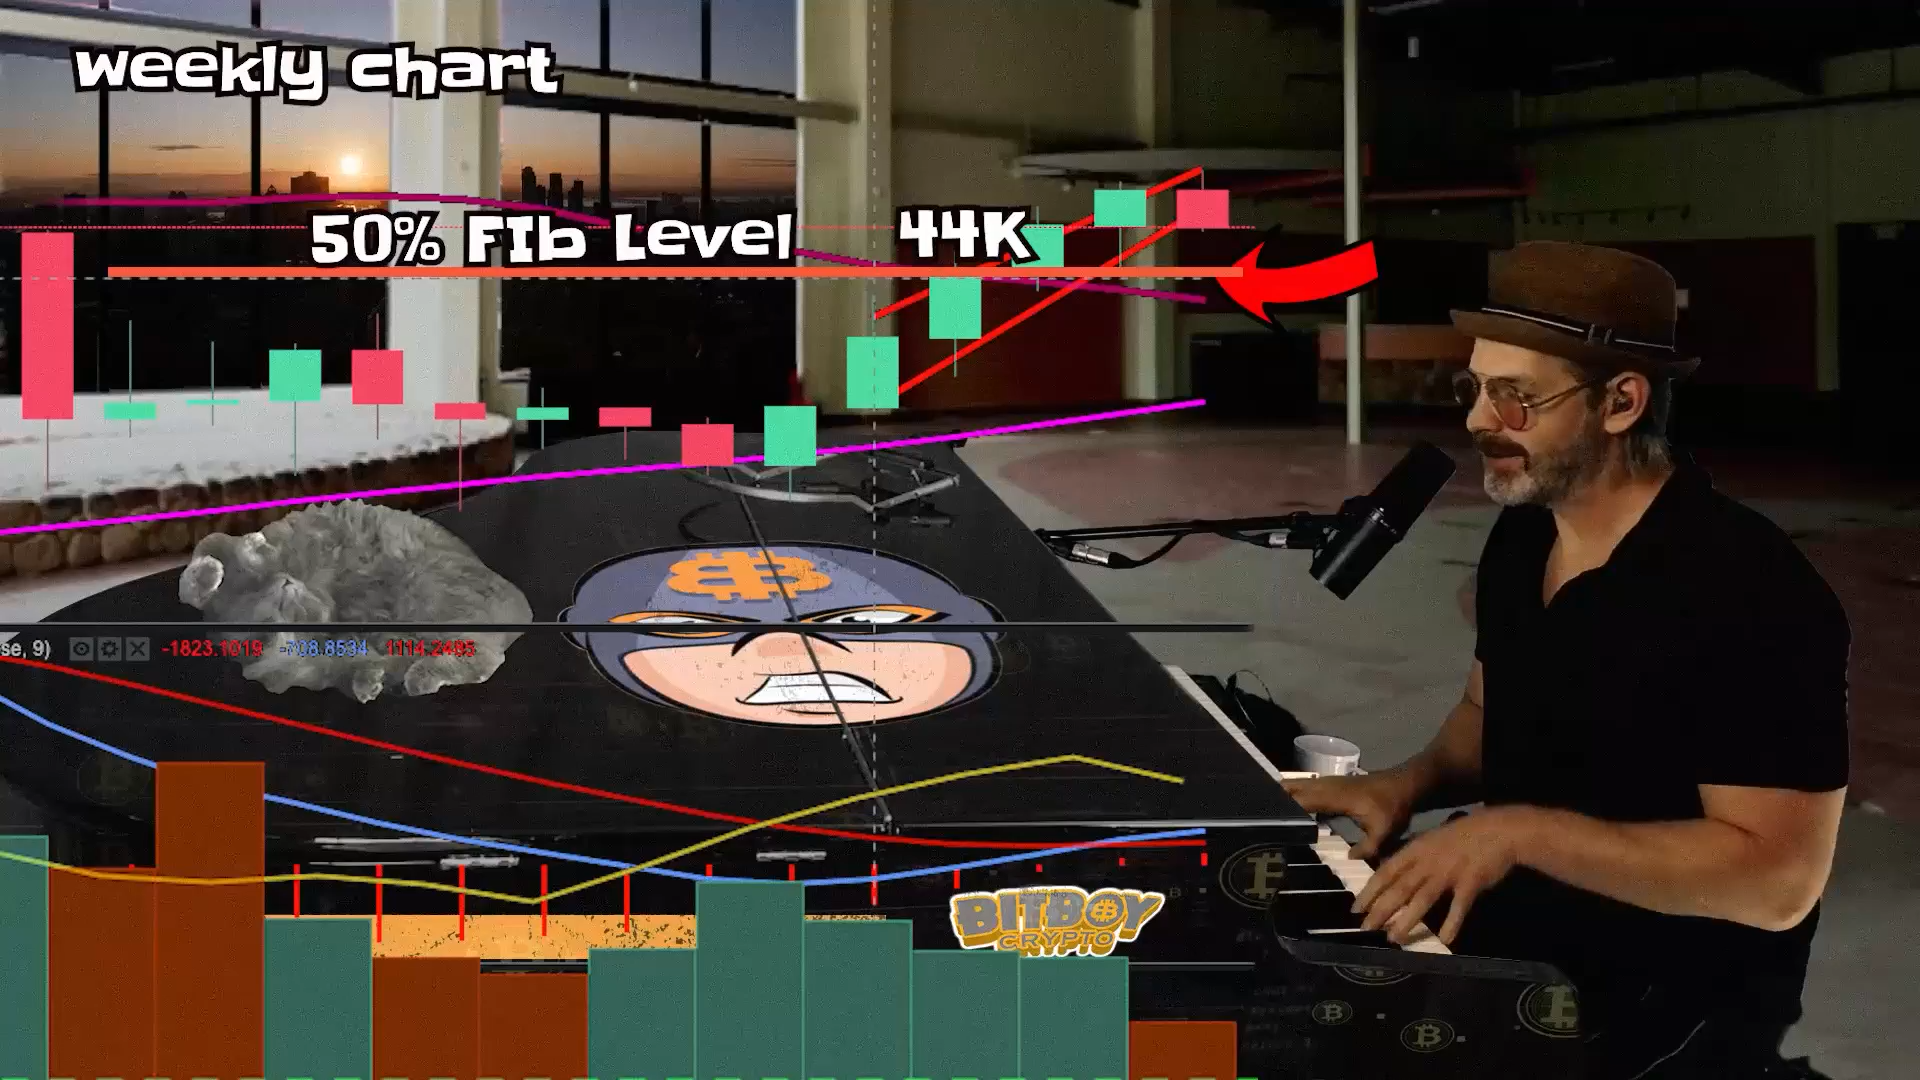 weekly chart
50% FIb Level 44K
se, 9) -1823.1019 -708.8534 1114.2485
BITBOY
CRYPTO